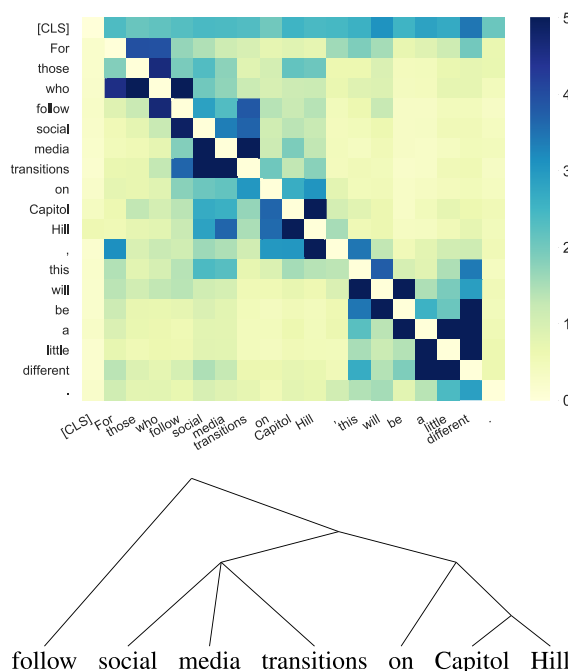 [CLS]
For
those
who
follow
social
media
transitions
on
Capitol
Hill
,
this
will
be
a
little
different
.
5
4
3
2
1
0
[CLS] For those who follow social media transitions on Capitol Hill , this will be a little different .
follow social media transitions on Capitol Hill